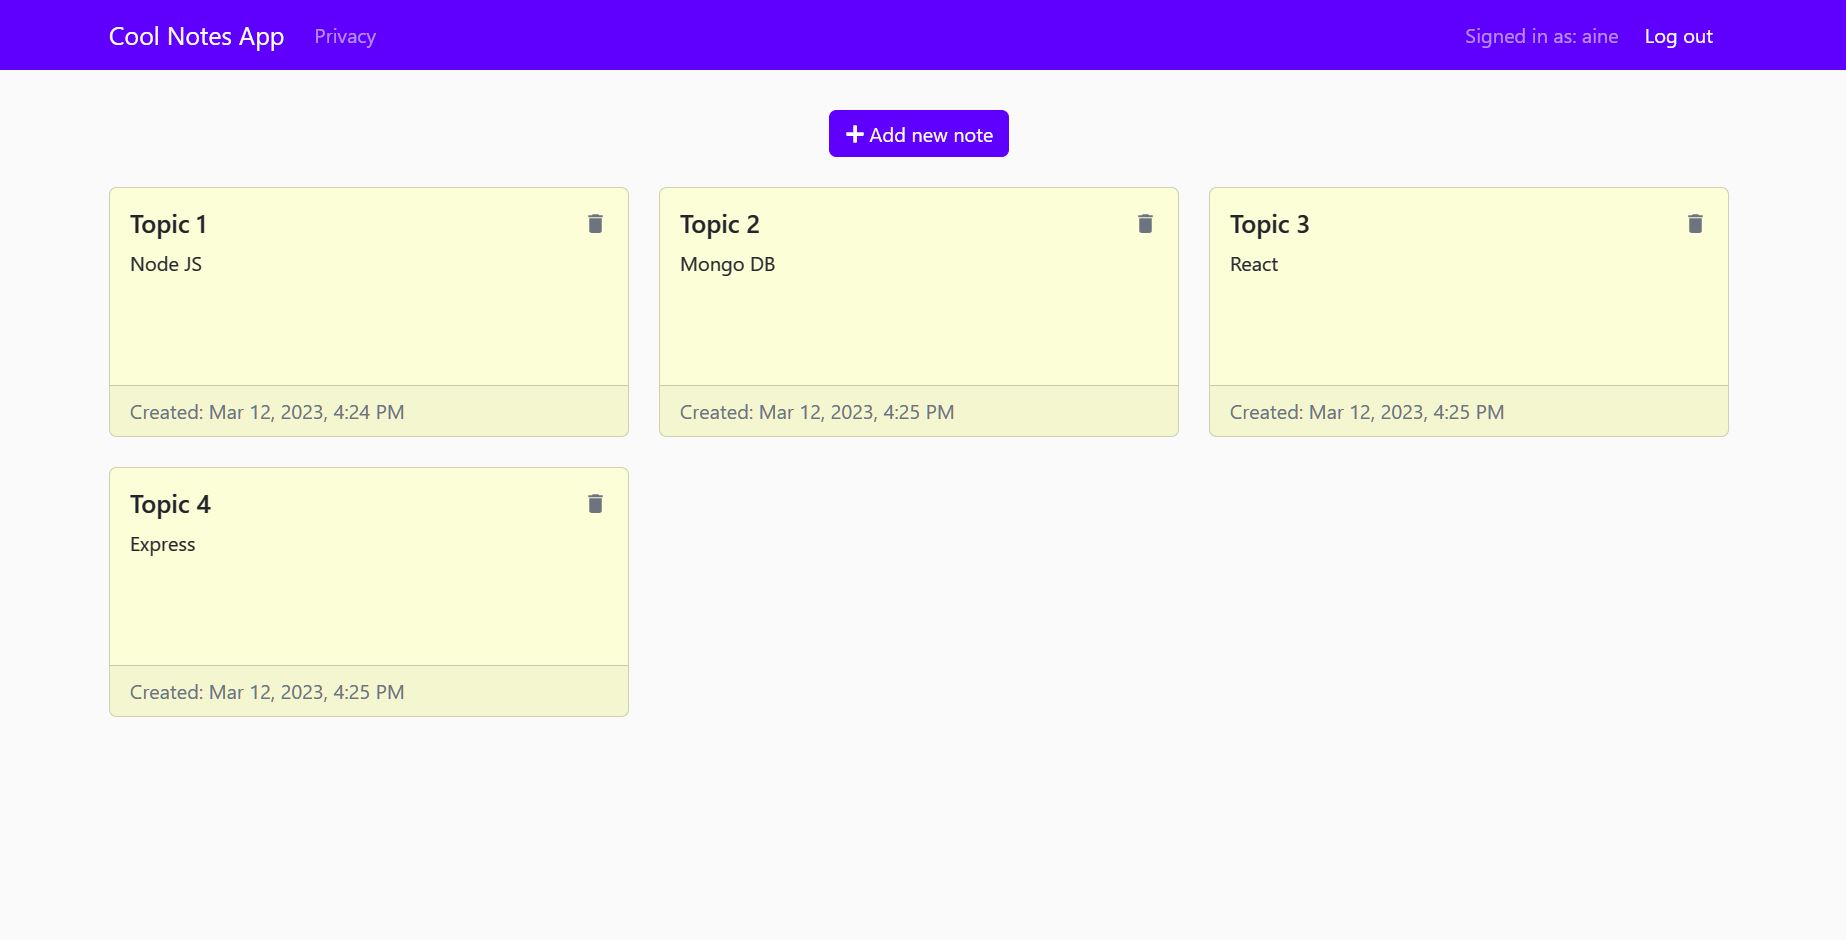 Cool Notes App Privacy Signed in as: aine Log out
Add new note
Topic 1
Node JS
Created: Mar 12, 2023, 4:24 PM
Topic 2
Mongo DB
Created: Mar 12, 2023, 4:25 PM
Topic 3
React
Created: Mar 12, 2023, 4:25 PM
Topic 4
Express
Created: Mar 12, 2023, 4:25 PM